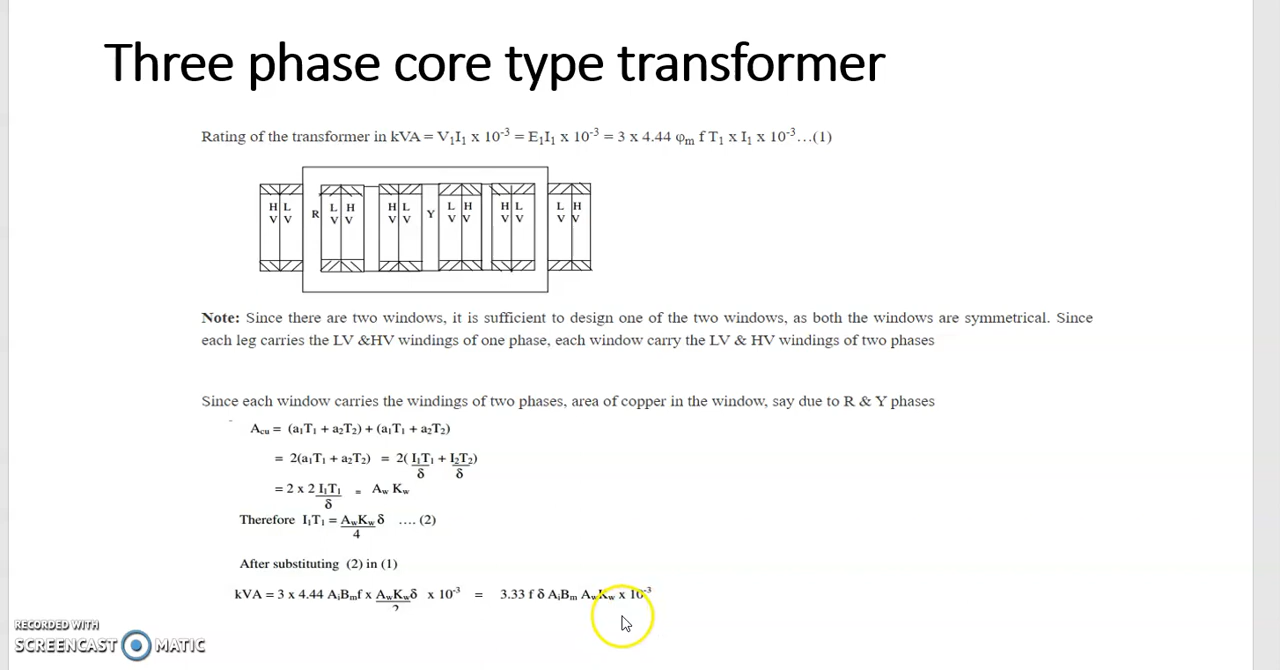 Three phase core type transformer
Rating of the transformer in kVA = V₁I₁ x 10⁻³ = E₁I₁ x 10⁻³ = 3 x 4.44 φₘ f T₁ x I₁ x 10⁻³…(1)
H L R L H H L Y L H H L L H
V V V V V V V V V V V V
Note: Since there are two windows, it is sufficient to design one of the two windows, as both the windows are symmetrical. Since
each leg carries the LV &HV windings of one phase, each window carry the LV & HV windings of two phases
Since each window carries the windings of two phases, area of copper in the window, say due to R & Y phases
A_cu = (a₁T₁ + a₂T₂) + (a₁T₁ + a₂T₂)
= 2(a₁T₁ + a₂T₂) = 2( I₁T₁ + I₂T₂)
δ δ
= 2 x 2 I₁T₁ = A_w K_w
δ
Therefore I₁T₁ = A_wK_w δ …. (2)
4
After substituting (2) in (1)
kVA = 3 x 4.44 AᵢBₘf x A_wK_wδ x 10⁻³ = 3.33 f δ AᵢBₘ A_wK_w x 10⁻³
2
RECORDED WITH
SCREENCAST MATIC